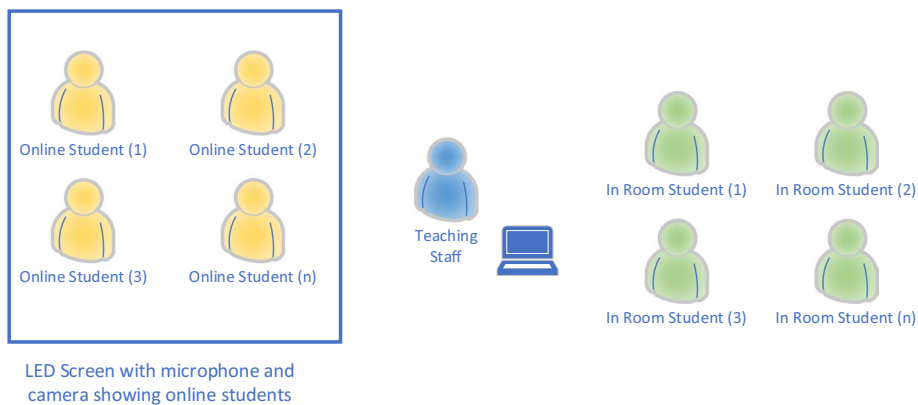 Online Student (1)
Online Student (2)
Online Student (3)
Online Student (n)
LED Screen with microphone and
camera showing online students
Teaching
Staff
In Room Student (1)
In Room Student (2)
In Room Student (3)
In Room Student (n)